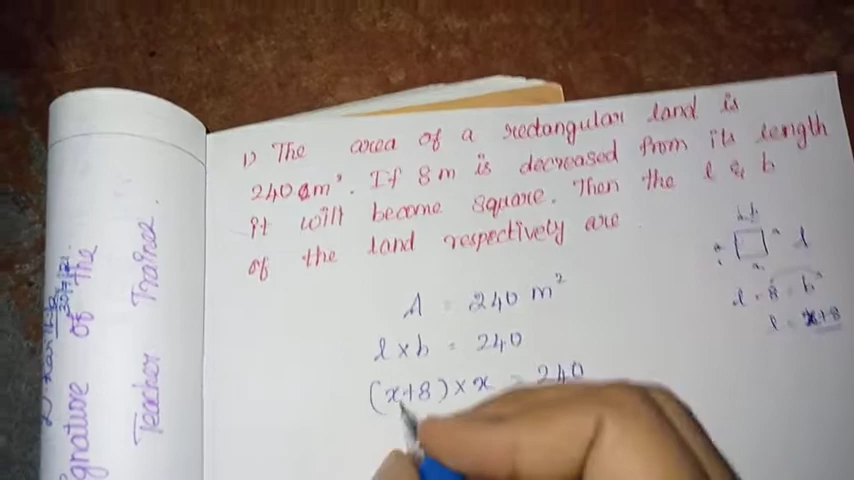 1) The area of a rectangular land is
240 m². If 8m is decreased from its length
it will become square. Then the l & b
of the land respectively are
A = 240 m²
l × b = 240
(x+8) × x = 240
l
l - 8 = b
l = x+8
Signature of the
Teacher Trainee.